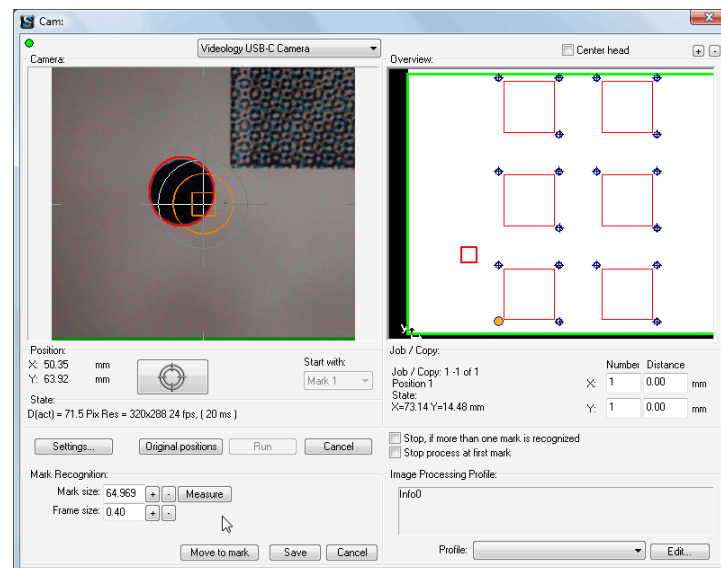 Cam:
Videology USB-C Camera
Center head
+ -
Camera:
Overview:
Y
Position:
X: 50.35 mm
Y: 63.92 mm
Start with:
Mark 1
State:
D(act) = 71.5 Pix Res = 320x288 24 fps, ( 20 ms )
Job / Copy:
Job / Copy: 1 -1 of 1
Position 1
State:
X=73.14 Y=14.48 mm
Number Distance
X: 1 0.00 mm
Y: 1 0.00 mm
Settings... Original positions Run Cancel
Stop, if more than one mark is recognized
Stop process at first mark
Mark Recognition:
Mark size: 64.969 + - Measure
Frame size: 0.40 + -
Move to mark Save Cancel
Image Processing Profile:
Info0
Profile: Edit...